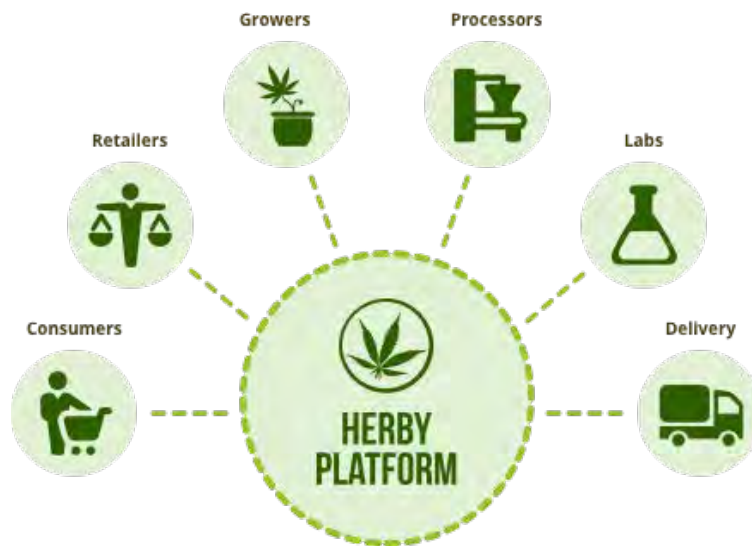 Growers
Processors
Retailers
Labs
Consumers
Delivery
HERBY
PLATFORM